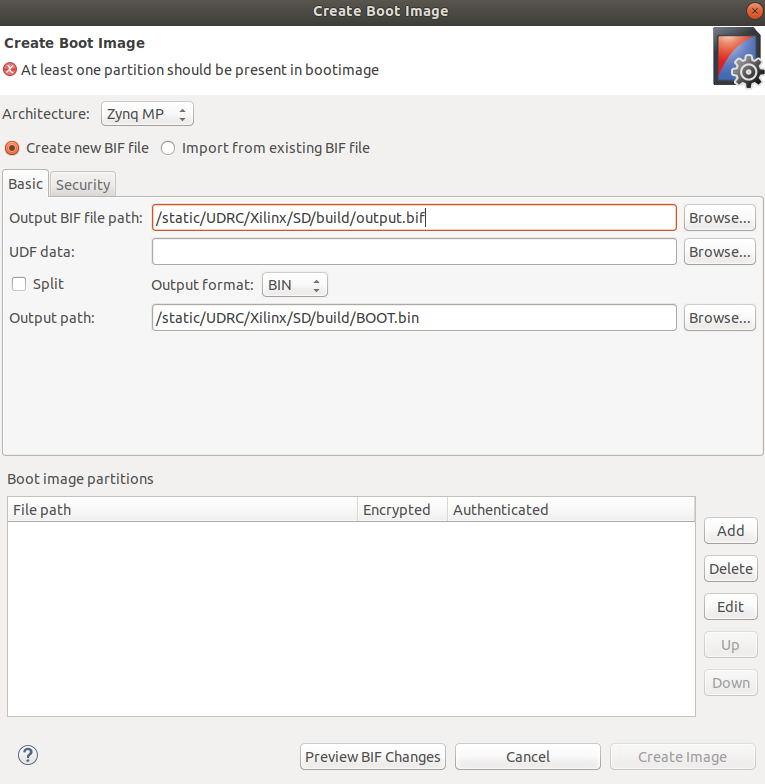 Create Boot Image
Create Boot Image
At least one partition should be present in bootimage
Architecture: Zynq MP
Create new BIF file Import from existing BIF file
Basic Security
Output BIF file path: /static/UDRC/Xilinx/SD/build/output.bif Browse...
UDF data: Browse...
Split Output format: BIN
Output path: /static/UDRC/Xilinx/SD/build/BOOT.bin Browse...
Boot image partitions
File path Encrypted Authenticated
Add
Delete
Edit
Up
Down
? Preview BIF Changes Cancel Create Image